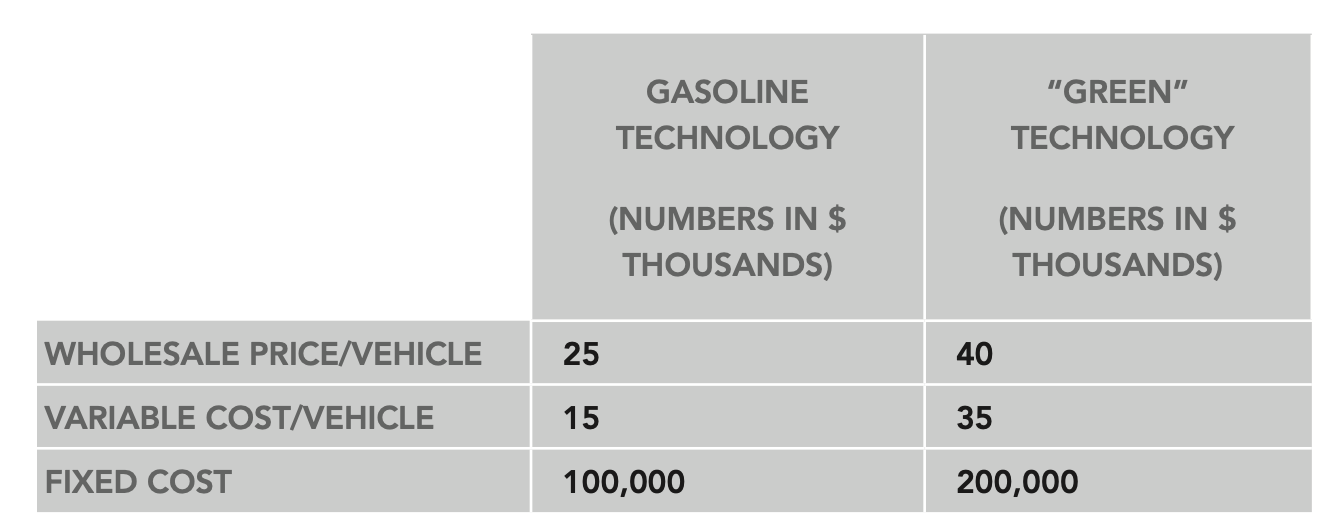 GASOLINE
TECHNOLOGY
(NUMBERS IN $
THOUSANDS)
“GREEN”
TECHNOLOGY
(NUMBERS IN $
THOUSANDS)
WHOLESALE PRICE/VEHICLE 25 40
VARIABLE COST/VEHICLE 15 35
FIXED COST 100,000 200,000